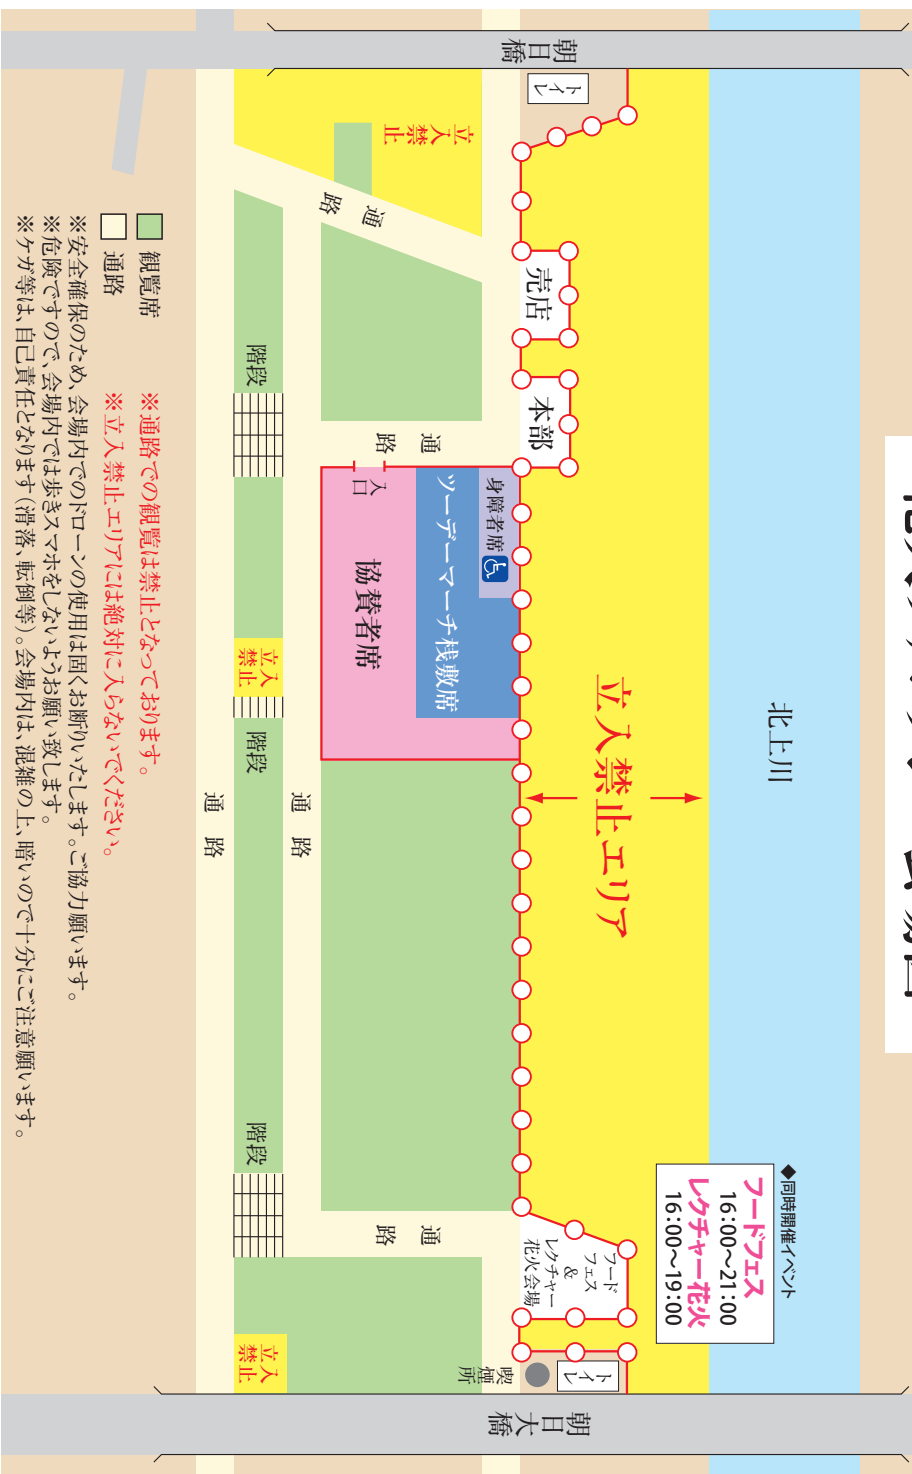 北上川
◆同時開催イベント
フードフェス
16:00〜21:00
レクチャー花火
16:00〜19:00
朝日橋
トイレ
立入禁止
通路
売店
本部
立入禁止エリア
通路
身障者席
ツーデーマーチ桟敷席
入口
協賛者席
フード
フェス
&
レクチャー
花火会場
トイレ
喫煙所
朝日大橋
通路
通路
階段
立入禁止
階段
階段
立入禁止
通路
観覧席
通路
※通路での観覧は禁止となっております。
※立入禁止エリアには絶対に入らないでください。
※安全確保のため、会場内でのドローンの使用は固くお断りいたします。ご協力願います。
※危険ですので、会場内では歩きスマホをしないようお願い致します。
※ケガ等は、自己責任となります(滑落、転倒等)。会場内は、混雑の上、暗いので十分にご注意願います。